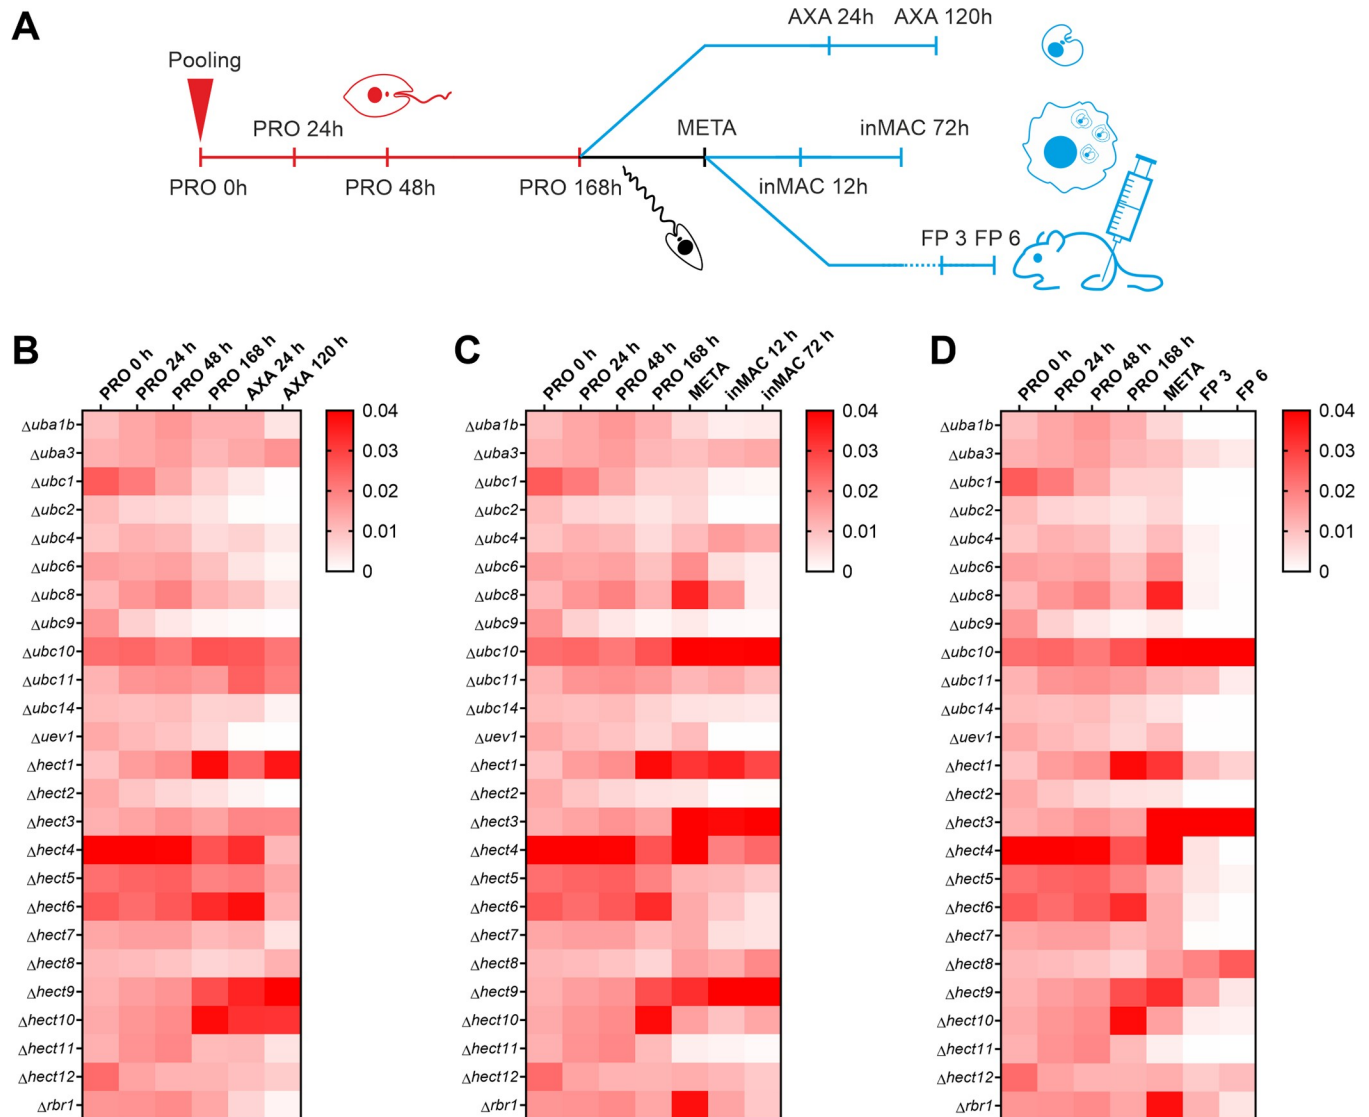 A
Pooling
AXA 24h AXA 120h
PRO 24h META inMAC 72h
PRO 0h PRO 48h PRO 168h inMAC 12h
FP 3 FP 6
B
PRO 0 h
PRO 24 h
PRO 48 h
PRO 168 h
AXA 24 h
AXA 120 h
Δuba1b
Δuba3
Δubc1
Δubc2
Δubc4
Δubc6
Δubc8
Δubc9
Δubc10
Δubc11
Δubc14
Δuev1
Δhect1
Δhect2
Δhect3
Δhect4
Δhect5
Δhect6
Δhect7
Δhect8
Δhect9
Δhect10
Δhect11
Δhect12
Δrbr1
0.04
0.03
0.02
0.01
0
C
PRO 0 h
PRO 24 h
PRO 48 h
PRO 168 h
META
inMAC 12 h
inMAC 72 h
Δuba1b
Δuba3
Δubc1
Δubc2
Δubc4
Δubc6
Δubc8
Δubc9
Δubc10
Δubc11
Δubc14
Δuev1
Δhect1
Δhect2
Δhect3
Δhect4
Δhect5
Δhect6
Δhect7
Δhect8
Δhect9
Δhect10
Δhect11
Δhect12
Δrbr1
0.04
0.03
0.02
0.01
0
D
PRO 0 h
PRO 24 h
PRO 48 h
PRO 168 h
META
FP 3
FP 6
Δuba1b
Δuba3
Δubc1
Δubc2
Δubc4
Δubc6
Δubc8
Δubc9
Δubc10
Δubc11
Δubc14
Δuev1
Δhect1
Δhect2
Δhect3
Δhect4
Δhect5
Δhect6
Δhect7
Δhect8
Δhect9
Δhect10
Δhect11
Δhect12
Δrbr1
0.04
0.03
0.02
0.01
0